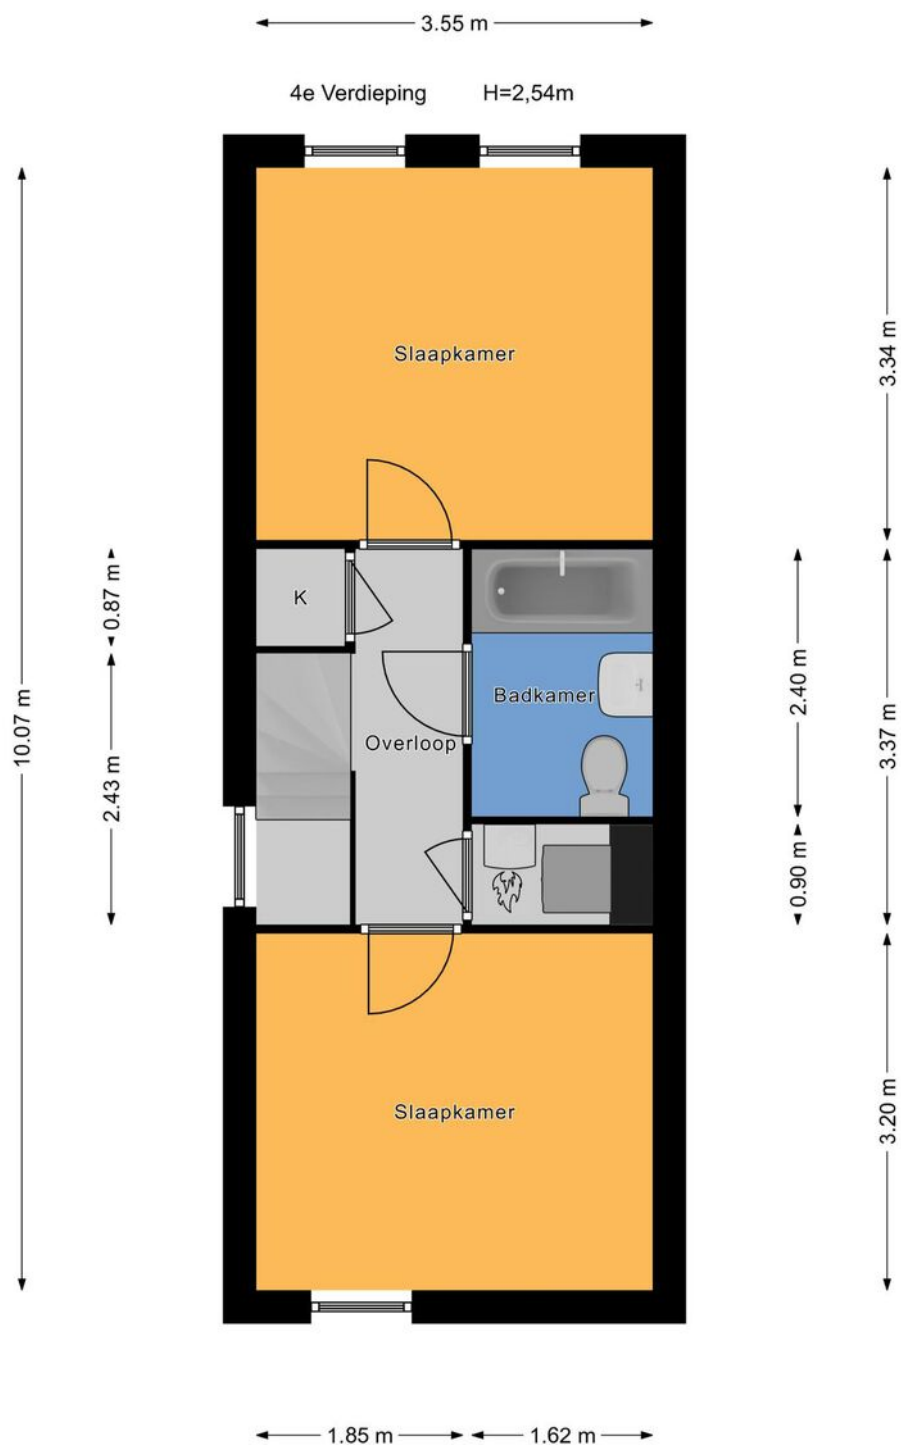 3.55 m
4e Verdieping H=2,54m
10.07 m
3.34 m
Slaapkamer
0.87 m
K
2.40 m
3.37 m
Badkamer
Overloop
2.43 m
0.90 m
Slaapkamer
3.20 m
1.85 m
1.62 m